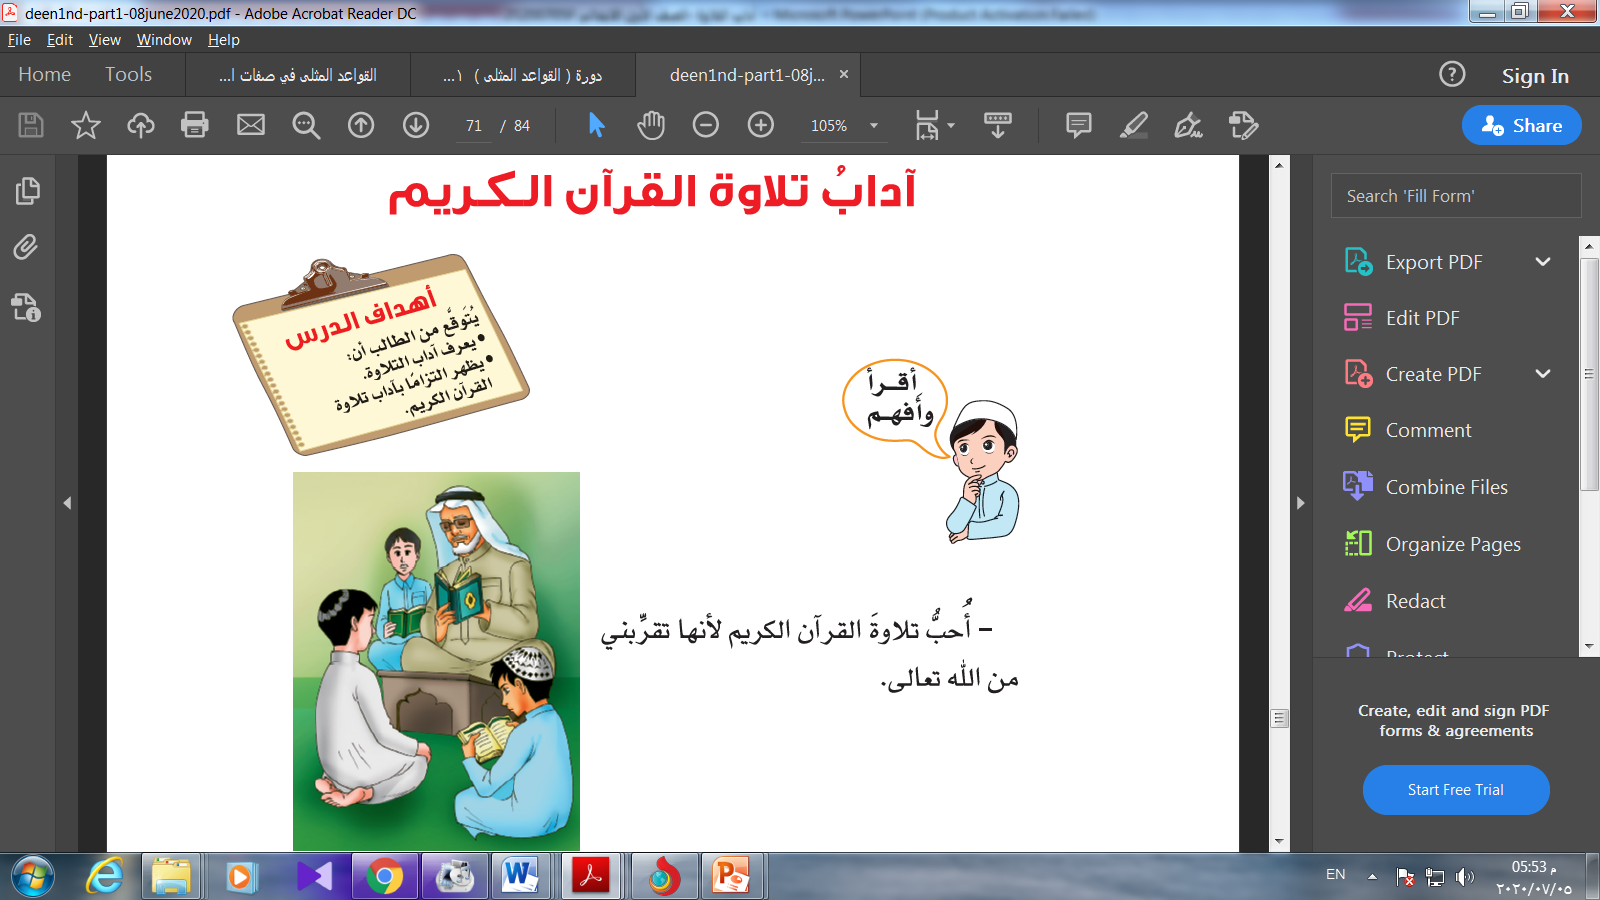 deen1nd-part1-08june2020.pdf - Adobe Acrobat Reader DC
File Edit View Window Help
Home Tools
القواعد المثلى في صفات ا...
دورة ( القواعد المثلى ) ١...
deen1nd-part1-08j... ×
Sign In
71 / 84
105%
Share
آدابُ تلاوة القرآن الكريم
أهداف الدرس
يُتَوقَّع من الطالب أن:
•يعرف آداب التلاوة.
•يظهر التزامًا بآداب تلاوة
القرآن الكريم.
أقرأ
وأفهم
– أُحبُّ تلاوةَ القرآن الكريم لأنها تقرِّبني
من الله تعالى.
Search 'Fill Form'
Export PDF
Edit PDF
Create PDF
Comment
Combine Files
Organize Pages
Redact
Protect
Create, edit and sign PDF
forms & agreements
Start Free Trial
EN
05:53 م
٢٠٢٠/٠٧/٠٥